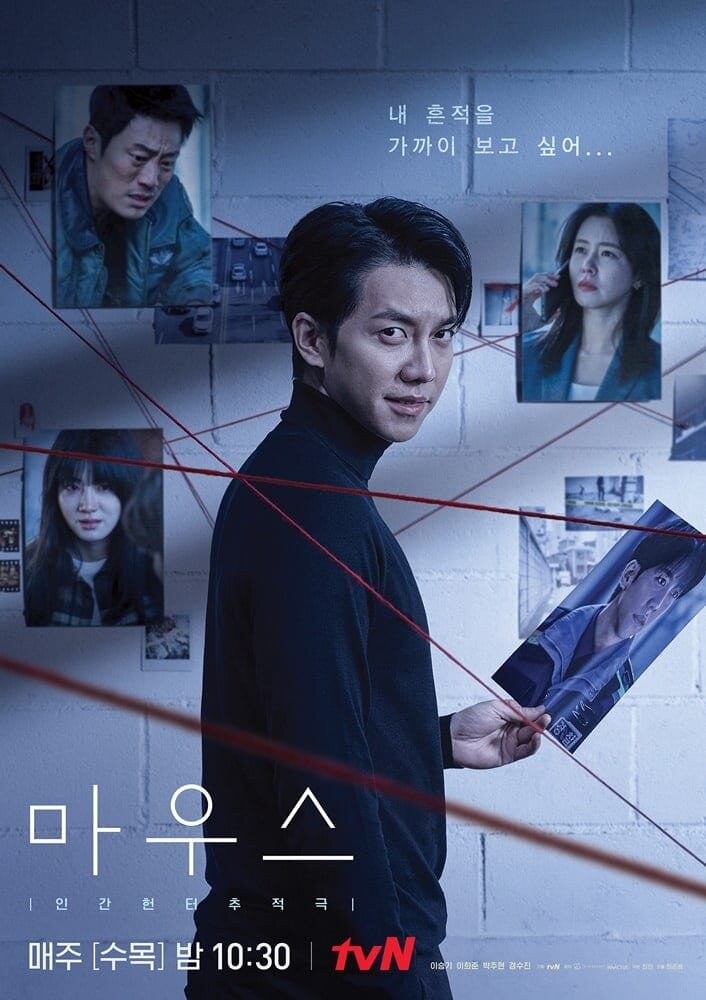 내 흔적을
가까이 보고 싶어...
마우스
| 인간헌터추적극 |
매주 [수목] 밤 10:30 | tvN
이승기 이희준 박주현 경수진